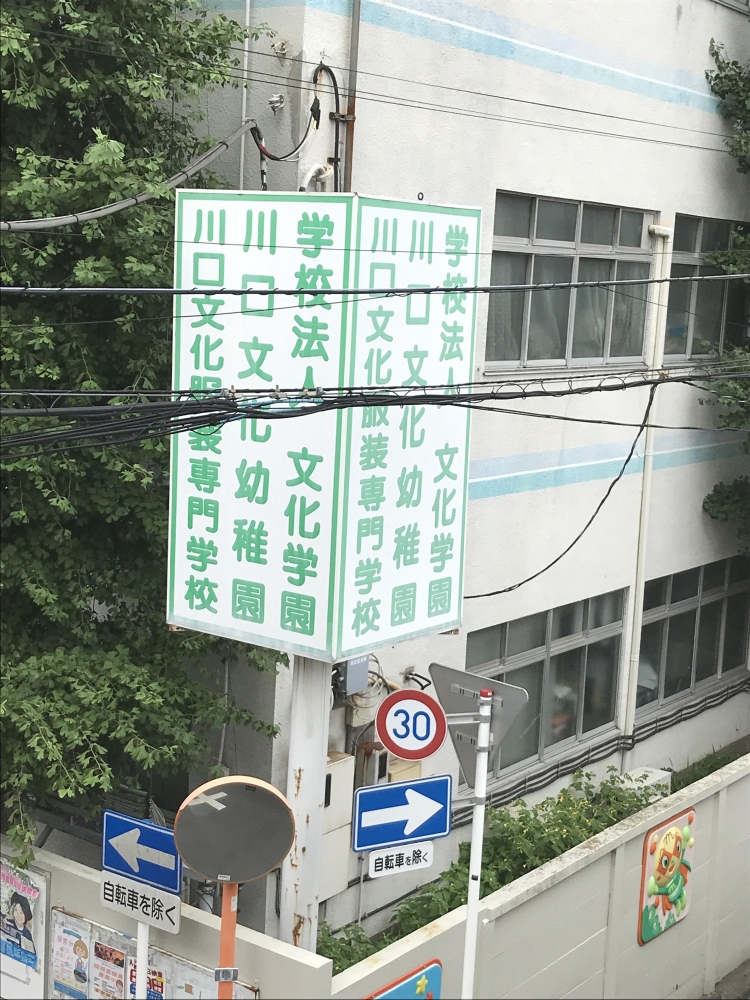 学校法人 文化学園
川口文化幼稚園
川口文化服装専門学校
学校法人 文化学園
川口文化幼稚園
川口文化服装専門学校
30
自転車を除く
自転車を除く